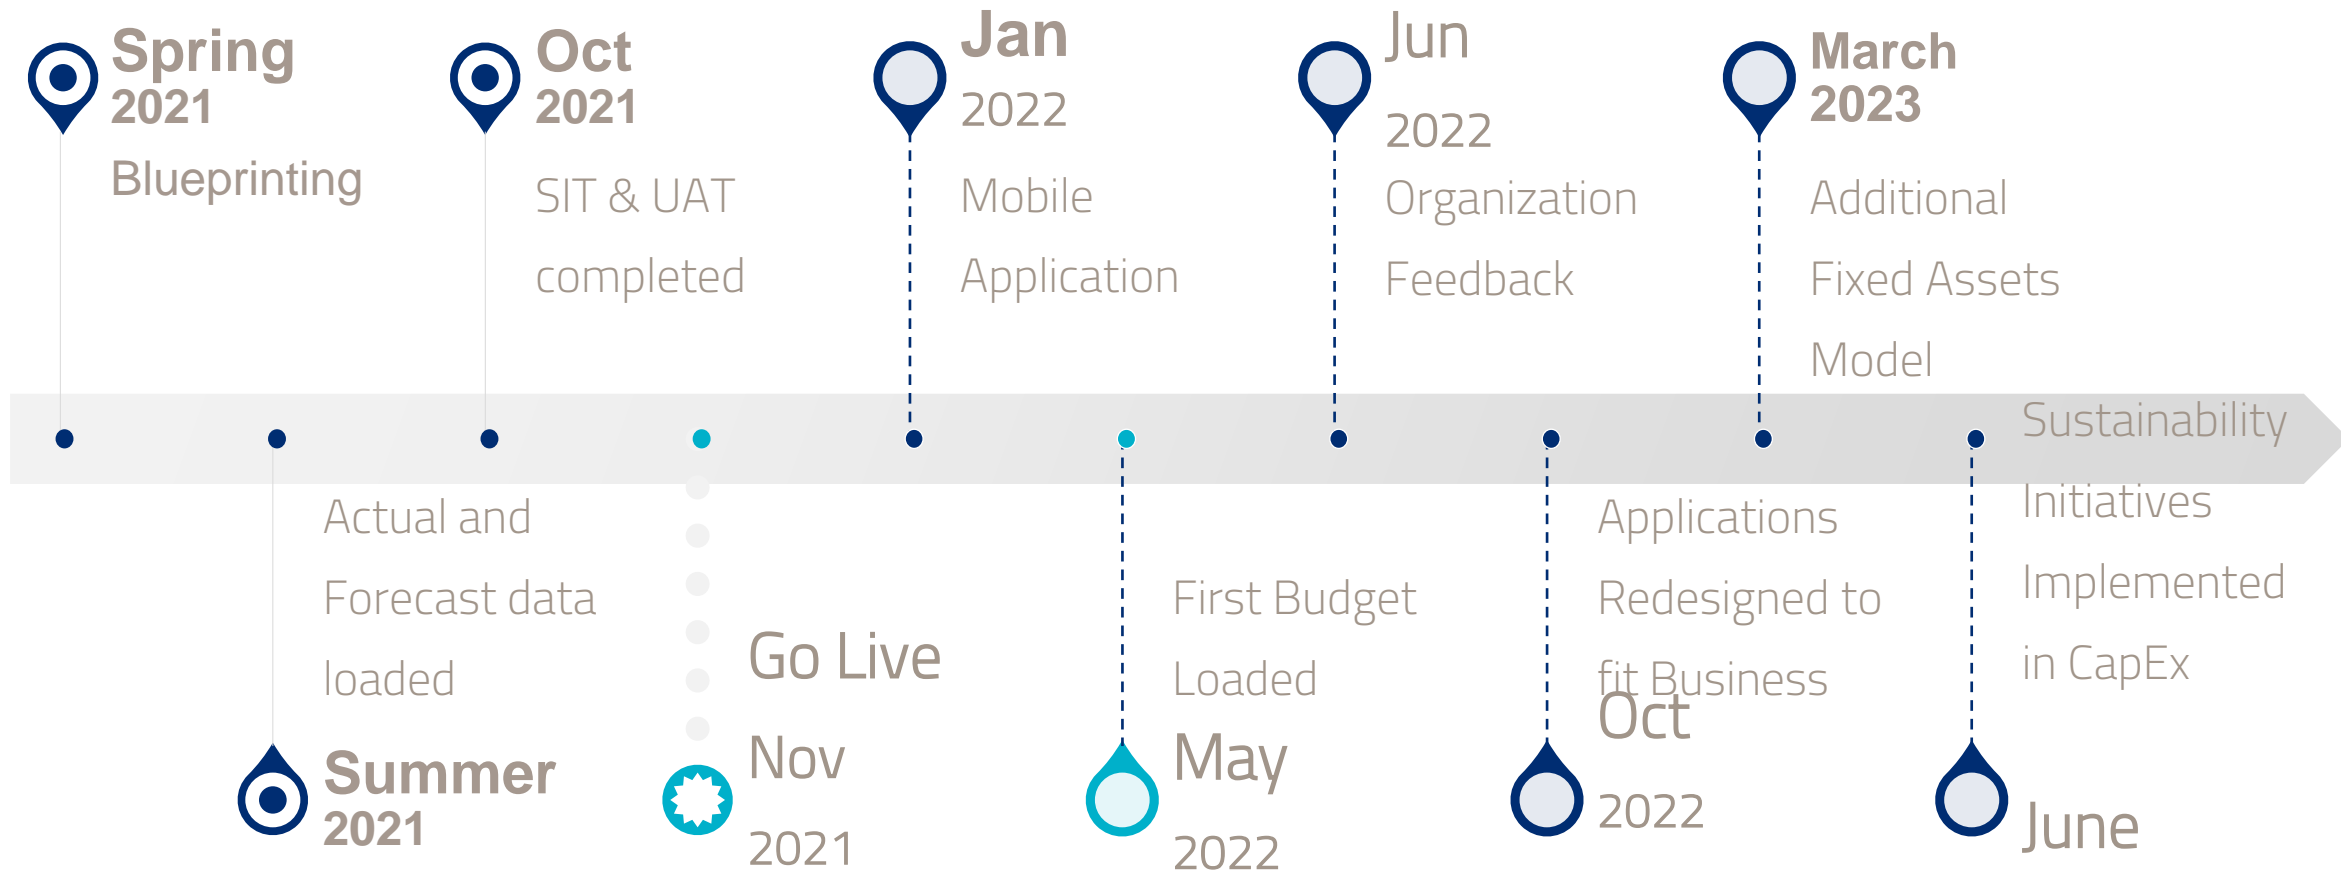 Spring
2021
Blueprinting
Actual and
Forecast data
loaded
Summer
2021
Oct
2021
SIT & UAT
completed
Go Live
Nov
2021
Jan
2022
Mobile
Application
First Budget
Loaded
May
2022
Jun
2022
Organization
Feedback
Applications
Redesigned to
fit Business
Oct
2022
March
2023
Additional
Fixed Assets
Model
Sustainability
Initiatives
Implemented
in CapEx
June